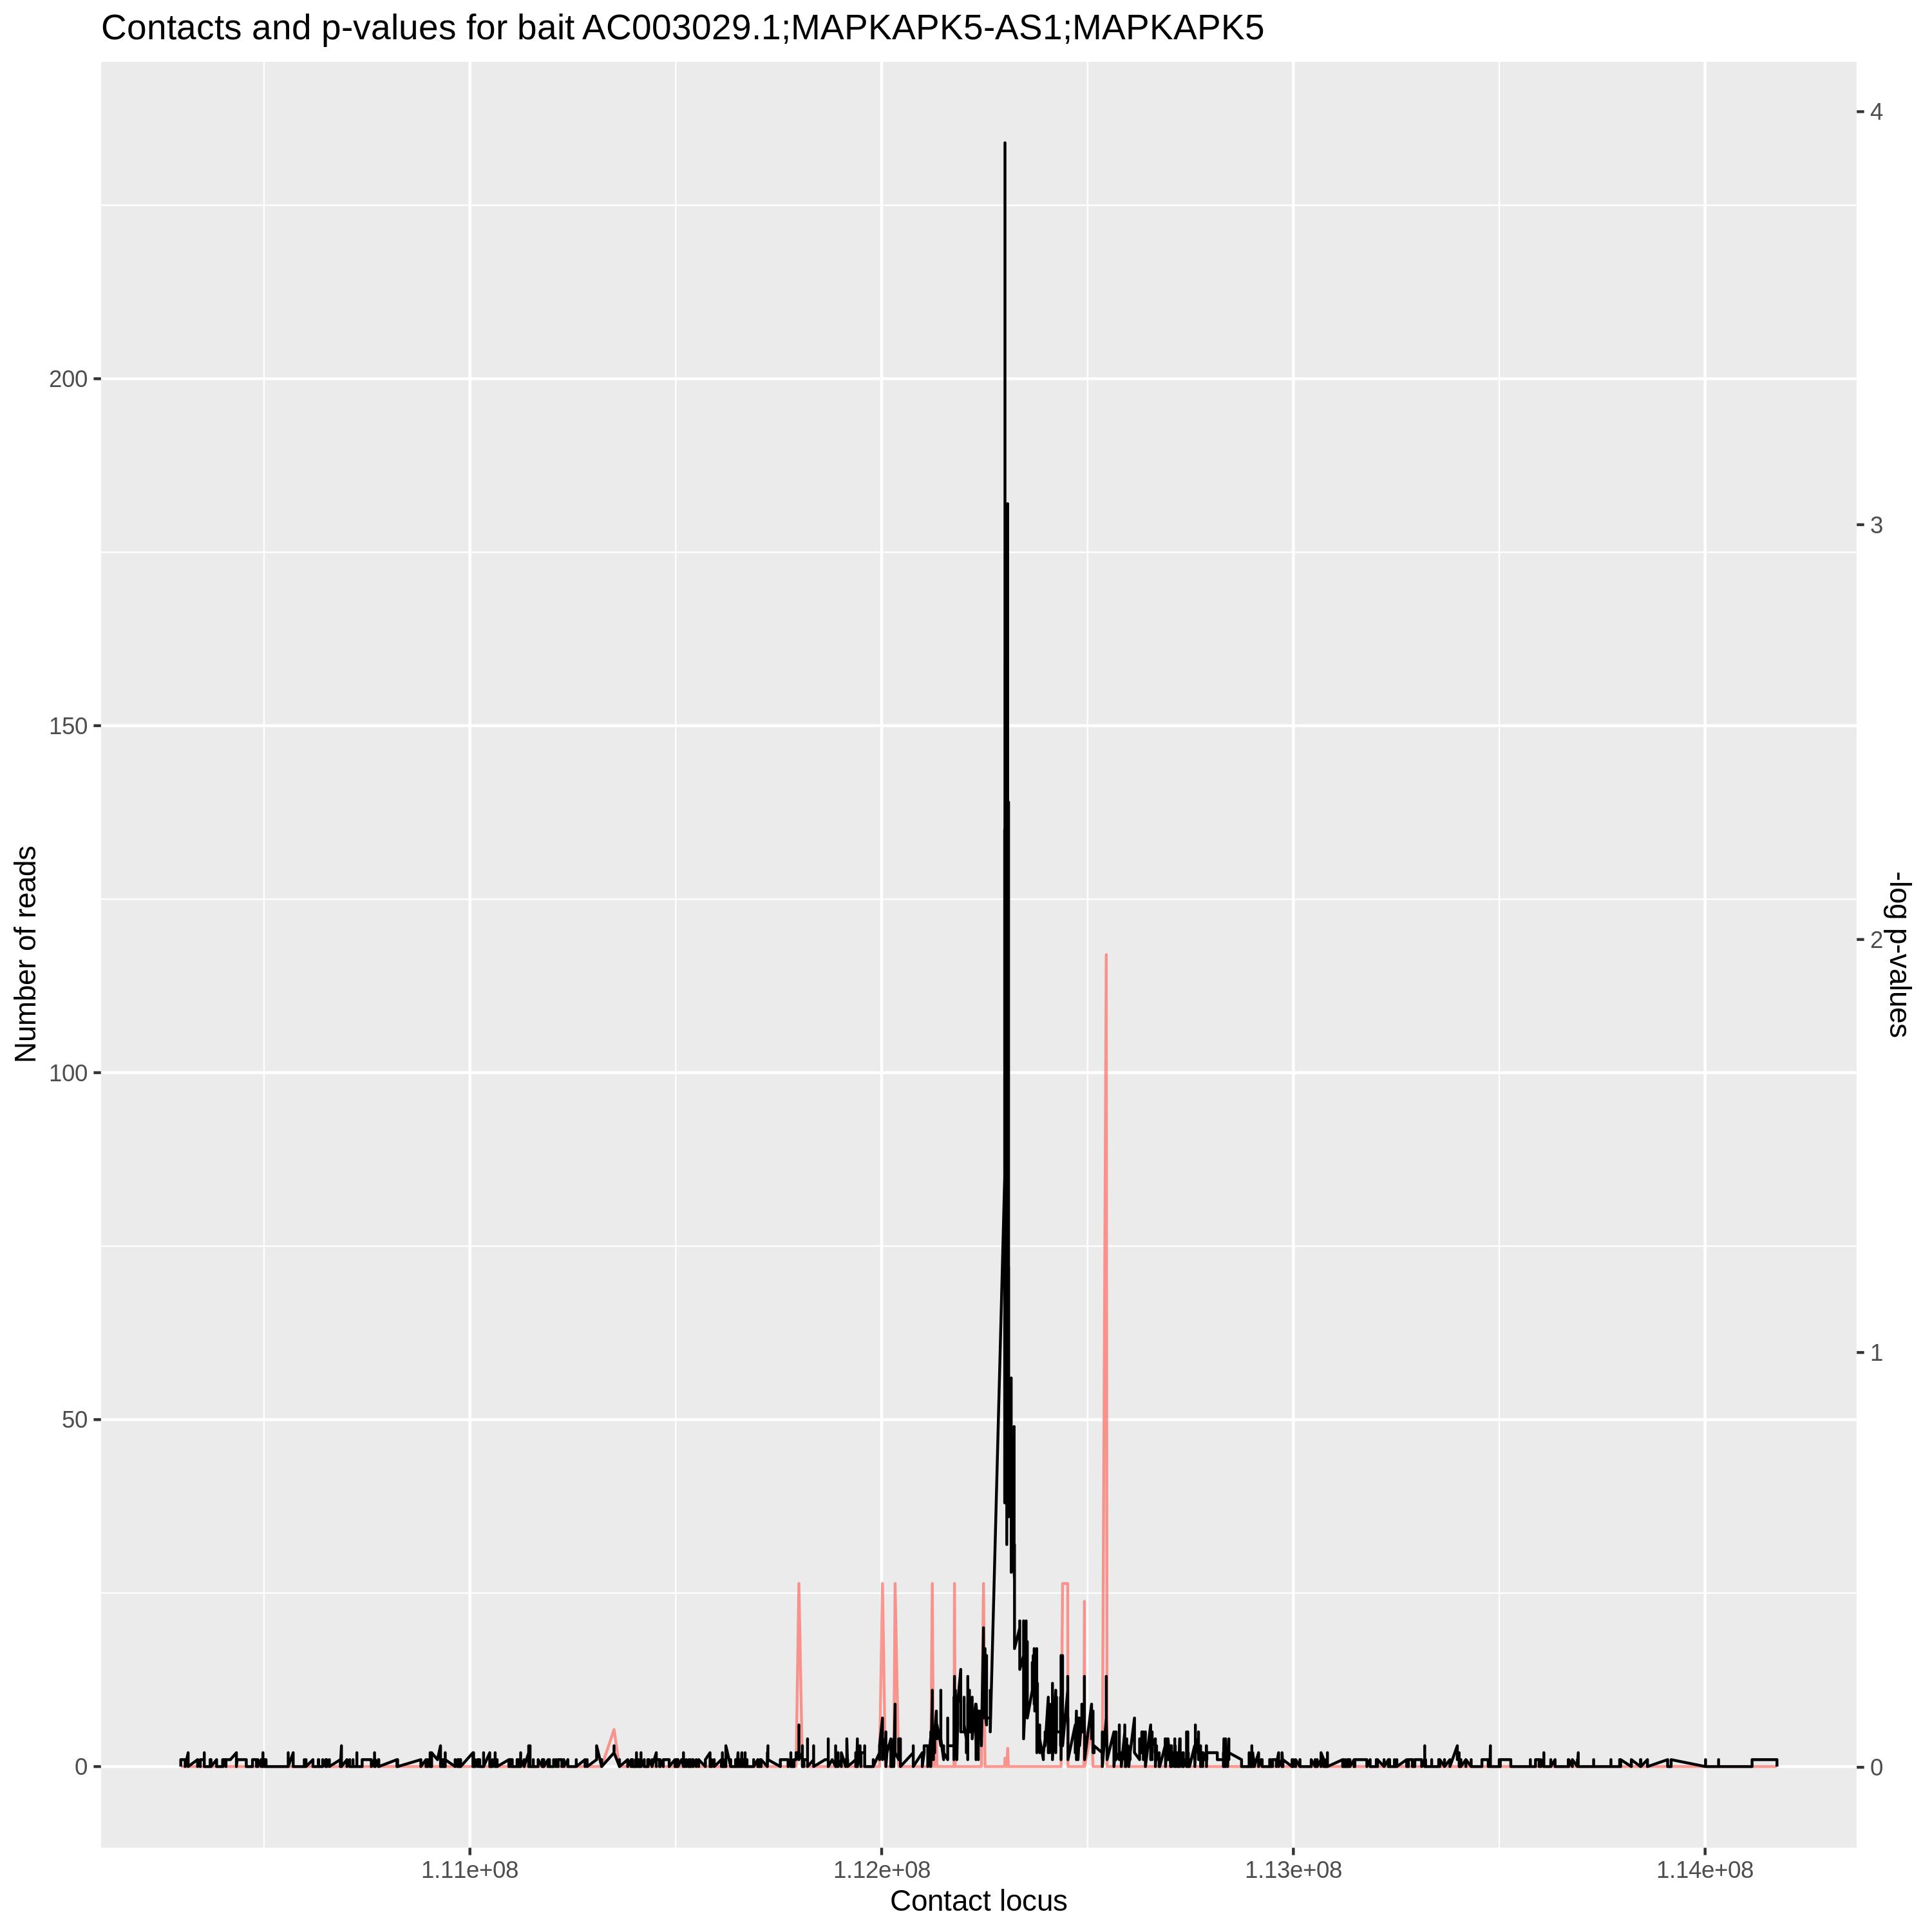 Contacts and p-values for bait AC003029.1;MAPKAPK5-AS1;MAPKAPK5
Number of reads
200
150
100
50
0
4
3
2
1
0
-log p-values
1.11e+08 1.12e+08 1.13e+08 1.14e+08
Contact locus